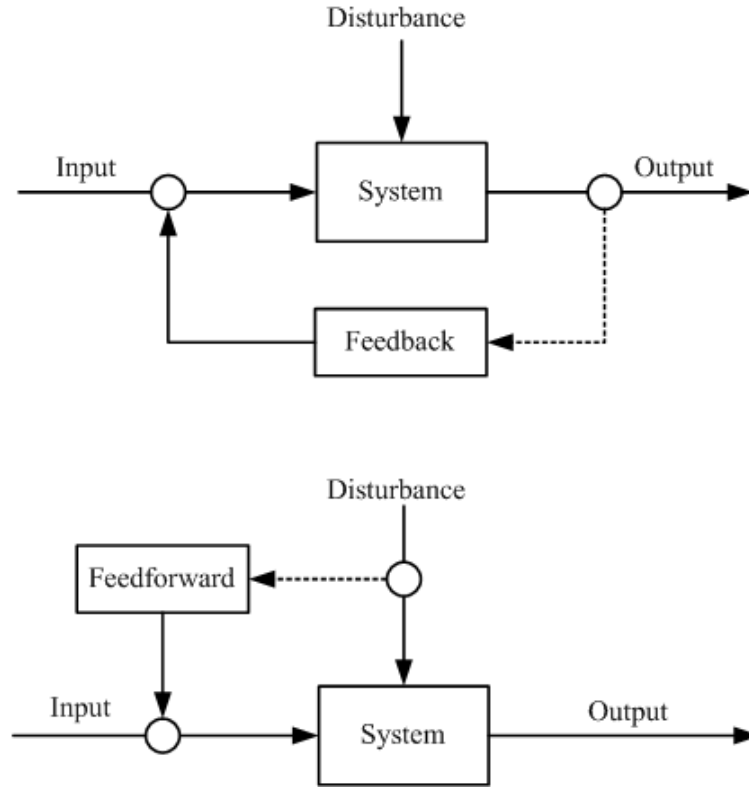 Disturbance
Input
System
Output
Feedback
Disturbance
Feedforward
Input
System
Output